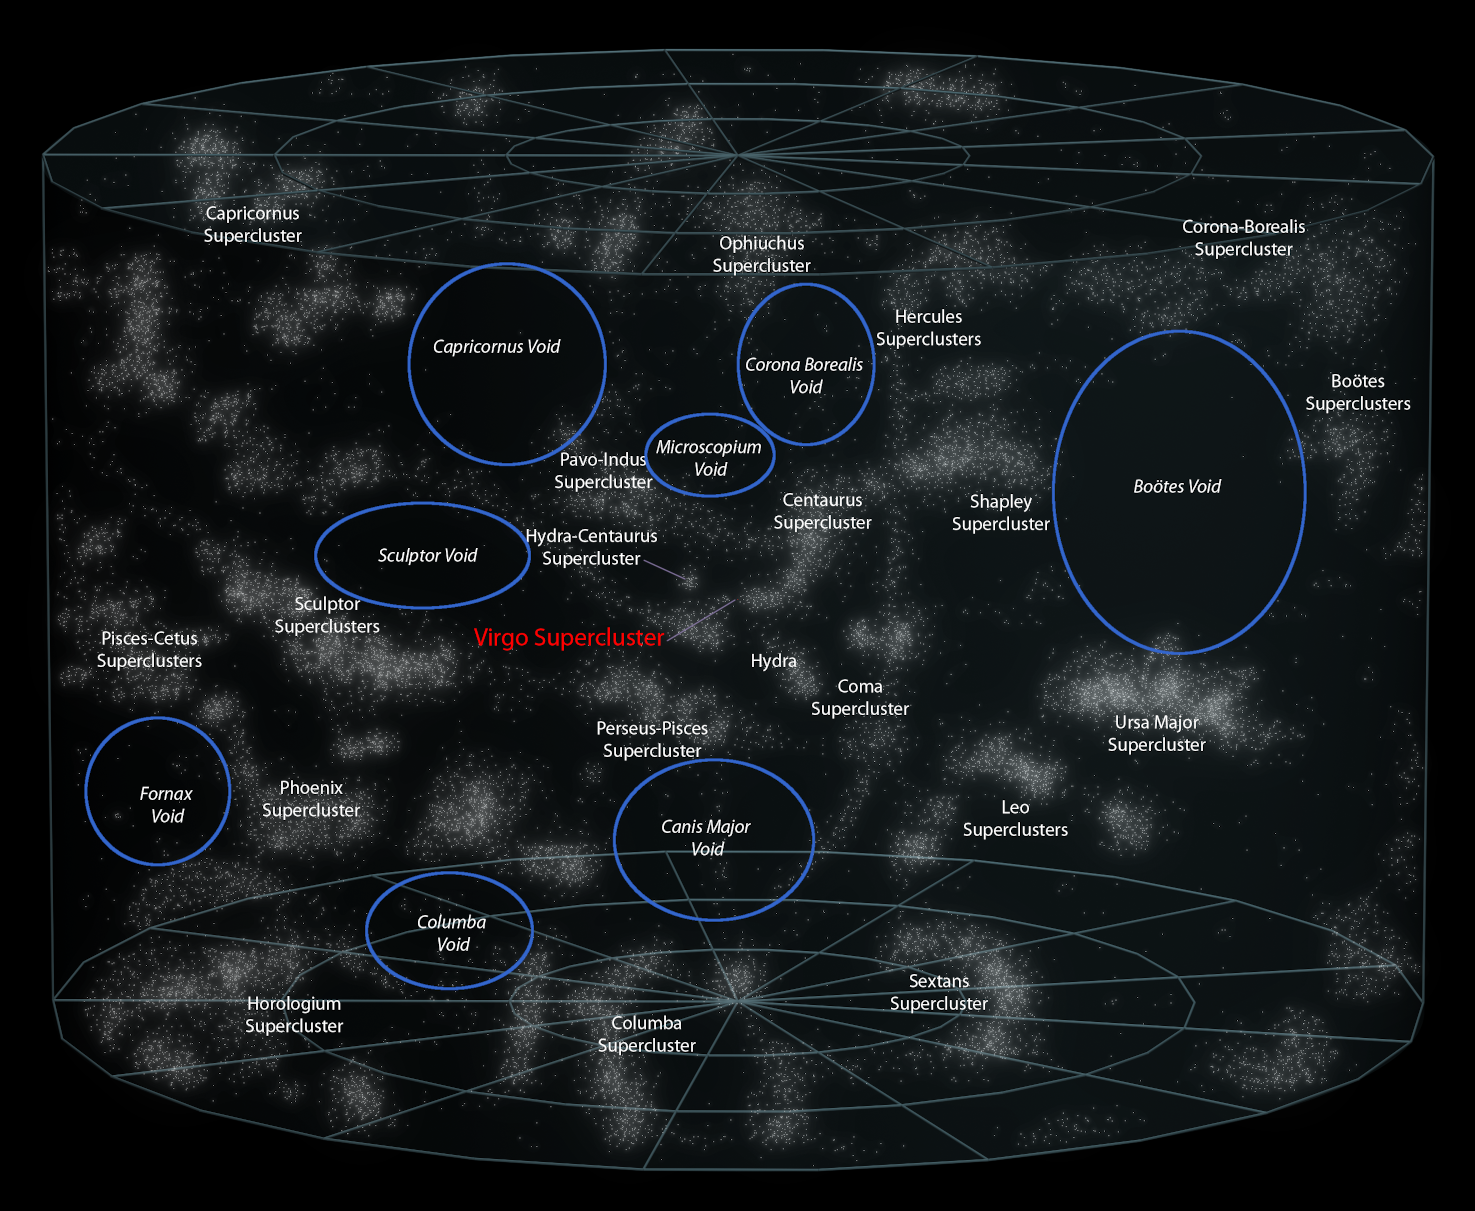 Capricornus
Supercluster
Ophiuchus
Supercluster
Corona-Borealis
Supercluster
Hercules
Superclusters
Capricornus Void
Corona Borealis
Void
Boötes
Superclusters
Pavo-Indus
Supercluster
Microscopium
Void
Centaurus
Supercluster
Shapley
Supercluster
Boötes Void
Sculptor Void
Hydra-Centaurus
Supercluster
Sculptor
Superclusters
Virgo Supercluster
Pisces-Cetus
Superclusters
Hydra
Coma
Supercluster
Perseus-Pisces
Supercluster
Ursa Major
Supercluster
Fornax
Void
Phoenix
Supercluster
Canis Major
Void
Leo
Superclusters
Columba
Void
Horologium
Supercluster
Columba
Supercluster
Sextans
Supercluster